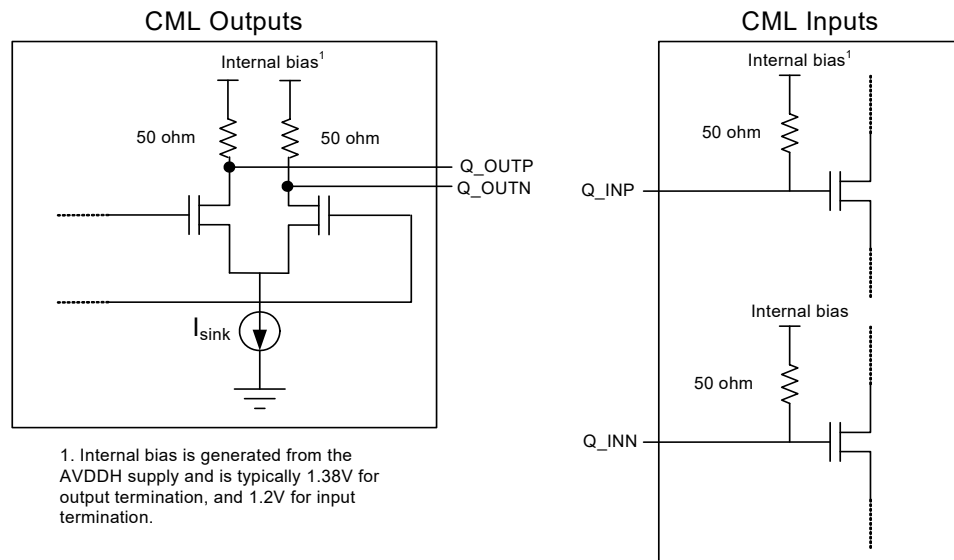 CML Outputs
Internal bias1
50 ohm
50 ohm
Q_OUTP
Q_OUTN
Isink
1. Internal bias is generated from the
AVDDH supply and is typically 1.38V for
output termination, and 1.2V for input
termination.
CML Inputs
Internal bias1
50 ohm
Q_INP
Internal bias
50 ohm
Q_INN